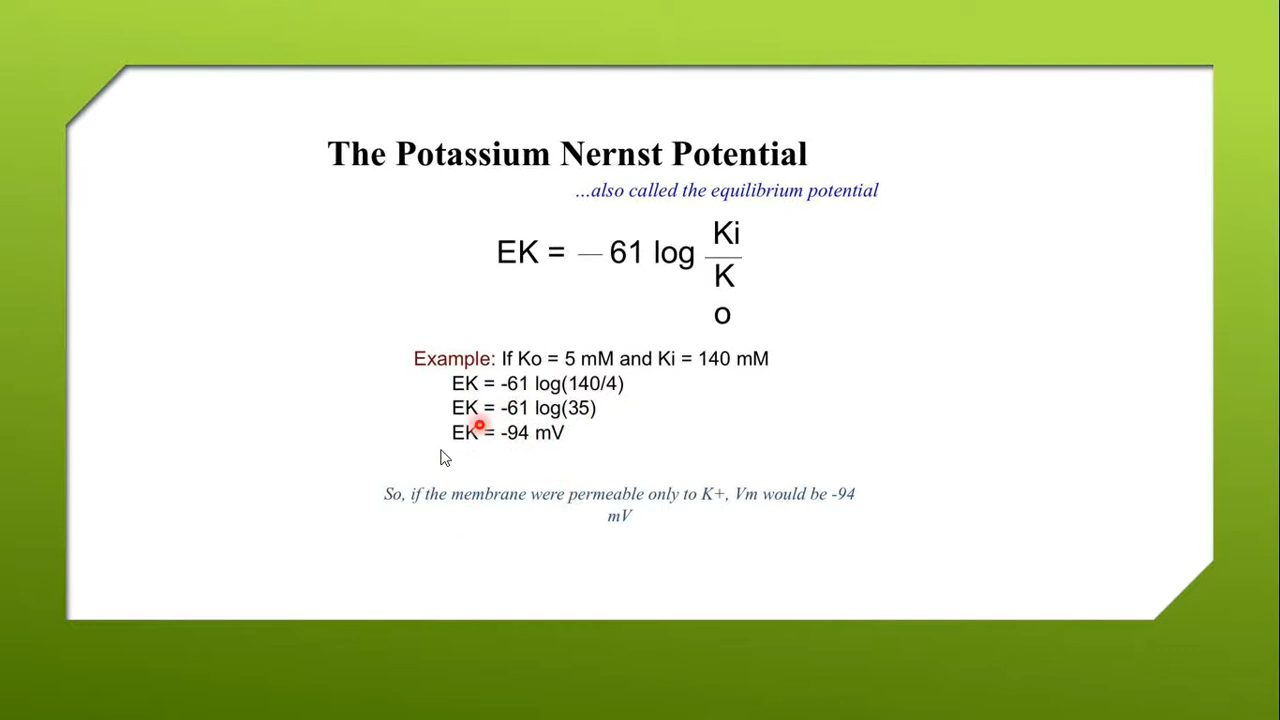 The Potassium Nernst Potential
...also called the equilibrium potential
EK = — 61 log Ki
K
o
Example: If Ko = 5 mM and Ki = 140 mM
EK = -61 log(140/4)
EK = -61 log(35)
EK = -94 mV
So, if the membrane were permeable only to K+, Vm would be -94
mV